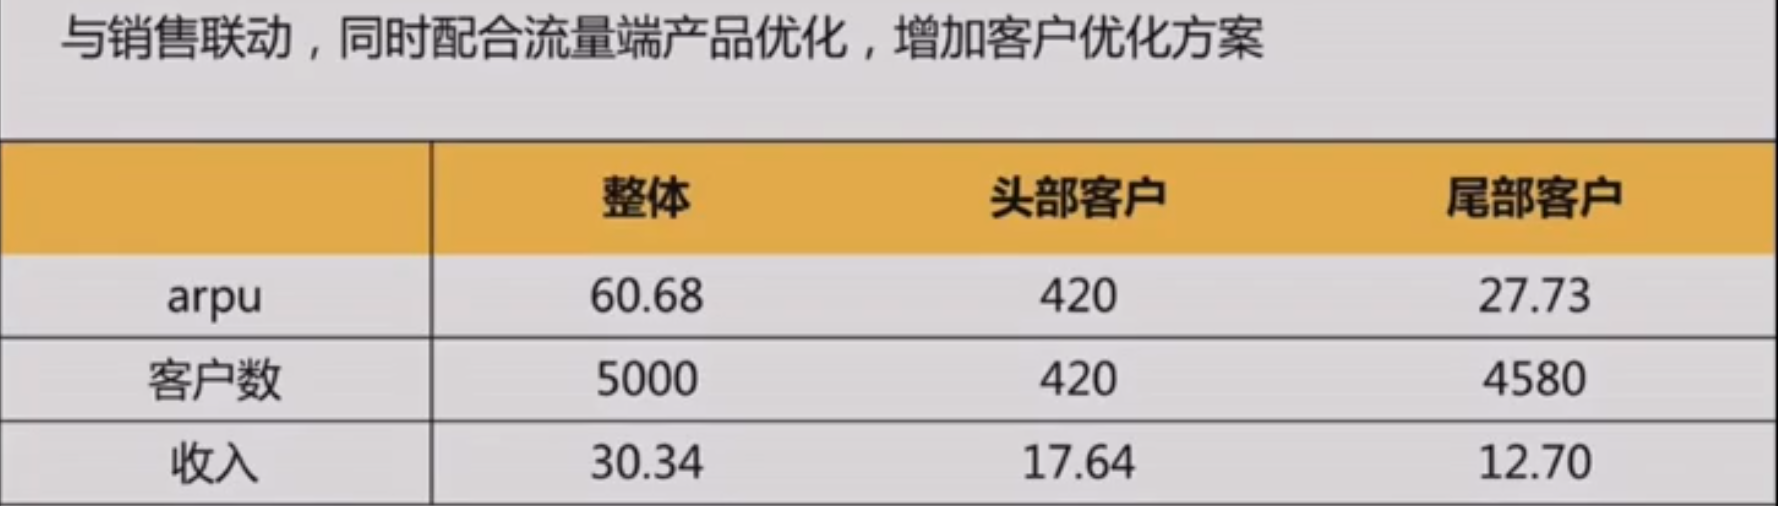 与销售联动，同时配合流量端产品优化，增加客户优化方案
整体 头部客户 尾部客户
arpu 60.68 420 27.73
客户数 5000 420 4580
收入 30.34 17.64 12.70